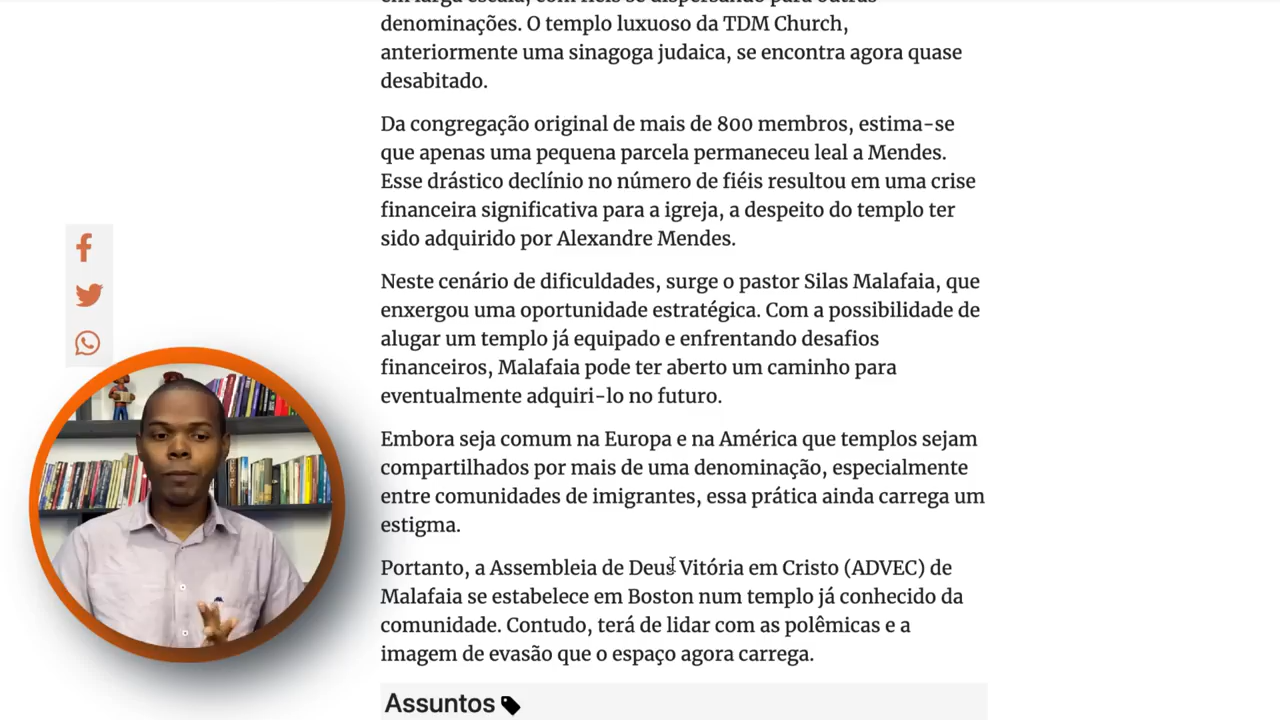 denominações. O templo luxuoso da TDM Church,
anteriormente uma sinagoga judaica, se encontra agora quase
desabitado.
Da congregação original de mais de 800 membros, estima-se
que apenas uma pequena parcela permaneceu leal a Mendes.
Esse drástico declínio no número de fiéis resultou em uma crise
financeira significativa para a igreja, a despeito do templo ter
sido adquirido por Alexandre Mendes.
Neste cenário de dificuldades, surge o pastor Silas Malafaia, que
enxergou uma oportunidade estratégica. Com a possibilidade de
alugar um templo já equipado e enfrentando desafios
financeiros, Malafaia pode ter aberto um caminho para
eventualmente adquiri-lo no futuro.
Embora seja comum na Europa e na América que templos sejam
compartilhados por mais de uma denominação, especialmente
entre comunidades de imigrantes, essa prática ainda carrega um
estigma.
Portanto, a Assembleia de Deus Vitória em Cristo (ADVEC) de
Malafaia se estabelece em Boston num templo já conhecido da
comunidade. Contudo, terá de lidar com as polêmicas e a
imagem de evasão que o espaço agora carrega.
Assuntos